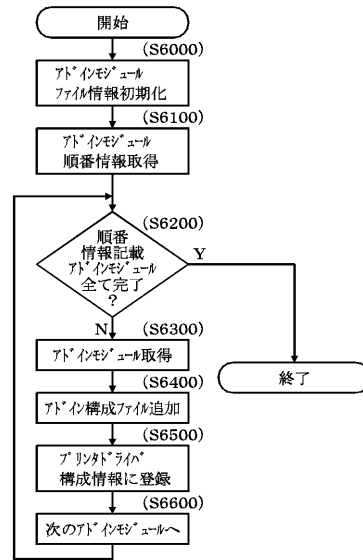 開始
(S6000)
ｱﾄﾞｲﾝﾓｼﾞｭｰﾙ
ファイル情報初期化
(S6100)
ｱﾄﾞｲﾝﾓｼﾞｭｰﾙ
順番情報取得
(S6200)
順番
情報記載
ｱﾄﾞｲﾝﾓｼﾞｭｰﾙ
全て完了
?
Y
N
(S6300)
ｱﾄﾞｲﾝﾓｼﾞｭｰﾙ取得
終了
(S6400)
ｱﾄﾞｲﾝ構成ファイル追加
(S6500)
ﾌﾟﾘﾝﾀﾄﾞﾗｲﾊﾞ
構成情報に登録
(S6600)
次のｱﾄﾞｲﾝﾓｼﾞｭｰﾙへ